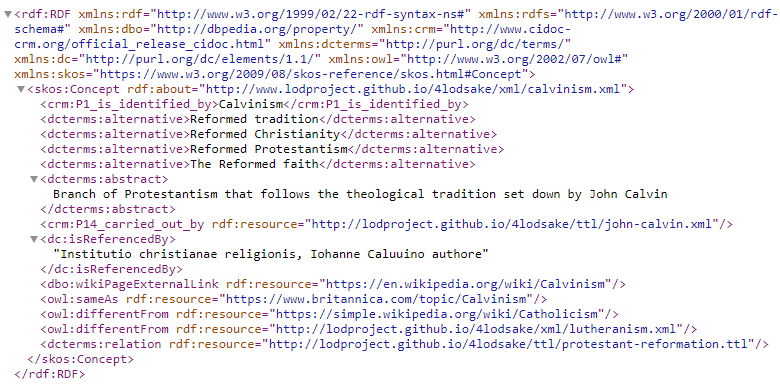 <rdf:RDF xmlns:rdf="http://www.w3.org/1999/02/22-rdf-syntax-ns#" xmlns:rdfs="http://www.w3.org/2000/01/rdf-
schema#" xmlns:dbo="http://dbpedia.org/property/" xmlns:crm="http://www.cidoc-
crm.org/official_release_cidoc.html" xmlns:dcterms="http://purl.org/dc/terms/"
xmlns:dc="http://purl.org/dc/elements/1.1/" xmlns:owl="http://www.w3.org/2002/07/owl#"
xmlns:skos="https://www.w3.org/2009/08/skos-reference/skos.html#Concept">
<skos:Concept rdf:about="http://www.lodproject.github.io/4lodsake/xml/calvinism.xml">
<crm:P1_is_identified_by>Calvinism</crm:P1_is_identified_by>
<dcterms:alternative>Reformed tradition</dcterms:alternative>
<dcterms:alternative>Reformed Christianity</dcterms:alternative>
<dcterms:alternative>Reformed Protestantism</dcterms:alternative>
<dcterms:alternative>The Reformed faith</dcterms:alternative>
<dcterms:abstract>
Branch of Protestantism that follows the theological tradition set down by John Calvin
</dcterms:abstract>
<crm:P14_carried_out_by rdf:resource="http://lodproject.github.io/4lodsake/ttl/john-calvin.xml"/>
<dc:isReferencedBy>
"Institutio christianae religionis, Iohanne Caluuino authore"
</dc:isReferencedBy>
<dbo:wikiPageExternalLink rdf:resource="https://en.wikipedia.org/wiki/Calvinism"/>
<owl:sameAs rdf:resource="https://www.britannica.com/topic/Calvinism"/>
<owl:differentFrom rdf:resource="https://simple.wikipedia.org/wiki/Catholicism"/>
<owl:differentFrom rdf:resource="http://lodproject.github.io/4lodsake/xml/lutheranism.xml"/>
<dcterms:relation rdf:resource="http://lodproject.github.io/4lodsake/ttl/protestant-reformation.ttl"/>
</skos:Concept>
</rdf:RDF>